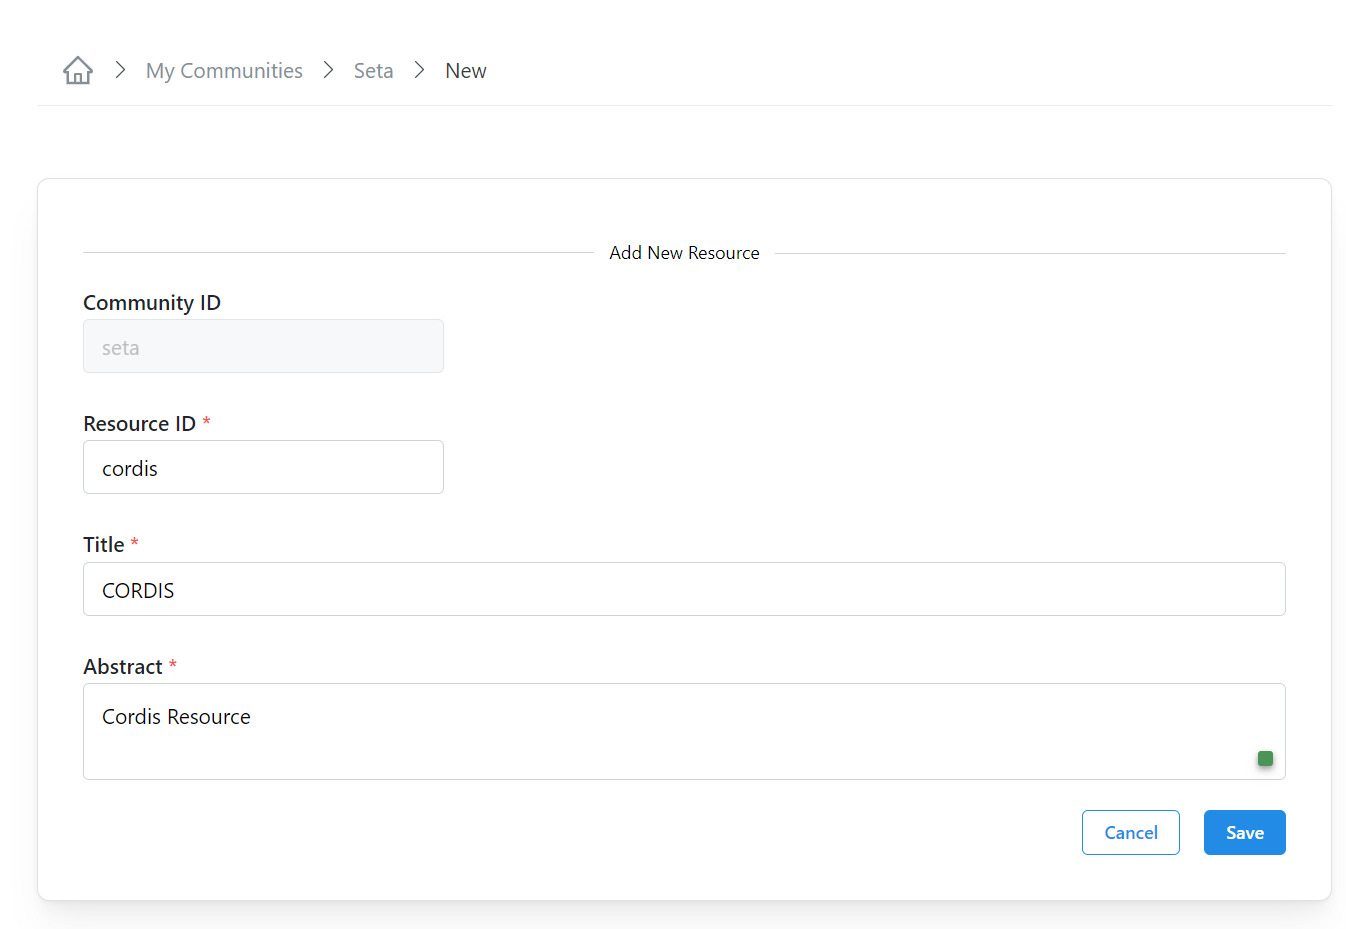 My Communities > Seta > New
Add New Resource
Community ID
seta
Resource ID *
cordis
Title *
CORDIS
Abstract *
Cordis Resource
Cancel Save